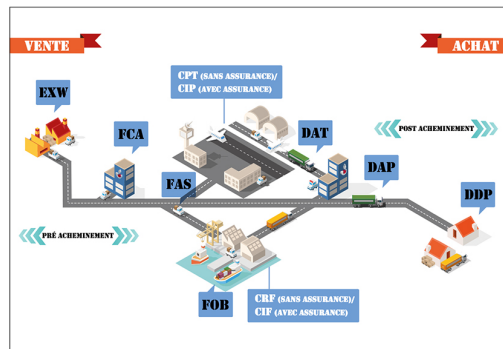 VENTE
ACHAT
EXW
CPT (SANS ASSURANCE)/
CIP (AVEC ASSURANCE)
FCA
DAT
POST ACHEMINEMENT
FAS
DAP
DDP
PRÉ ACHEMINEMENT
FOB
CRF (SANS ASSURANCE)/
CIF (AVEC ASSURANCE)